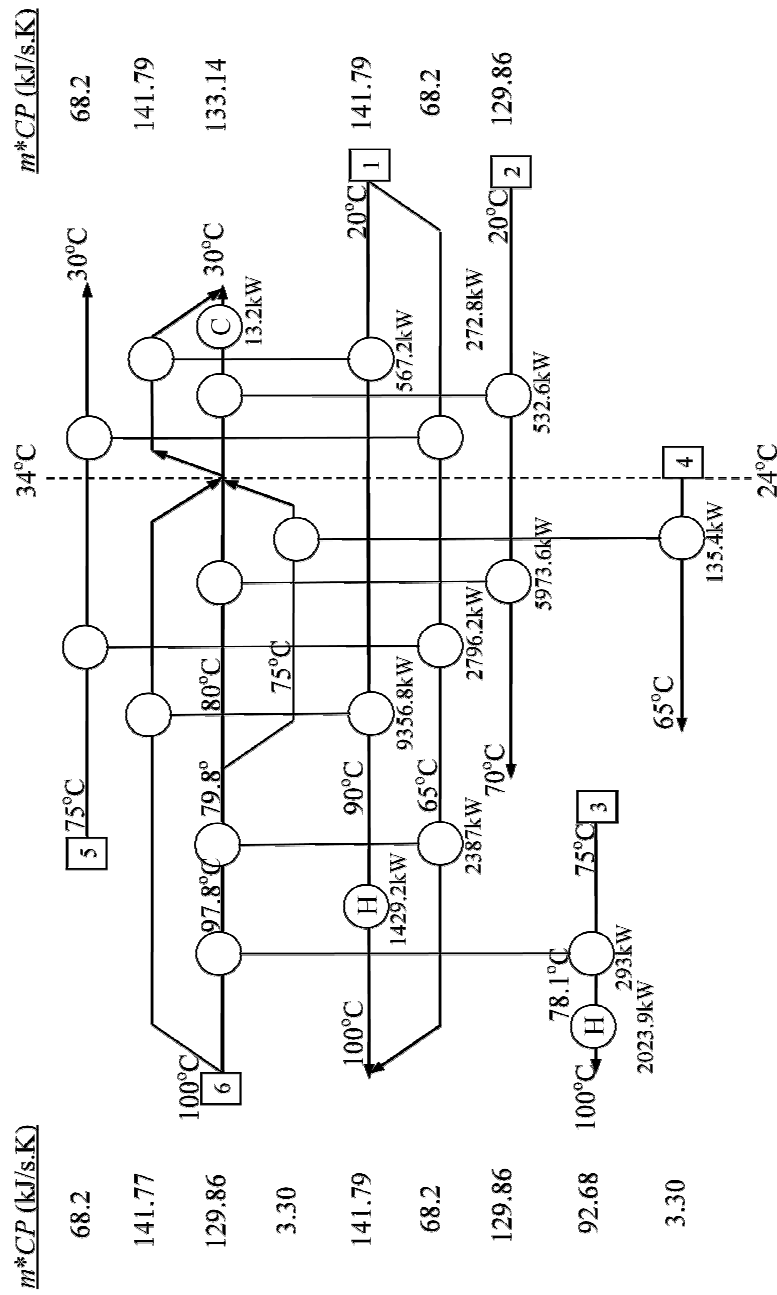 m*CP (kJ/s.K)
68.2
141.77
129.86
3.30
141.79
68.2
129.86
92.68
3.30
m*CP (kJ/s.K)
68.2
141.79
133.14
141.79
68.2
129.86
34°C
5
75°C
30°C
6
100°C
97.8°C
79.8°
80°C
75°C
C
13.2kW
30°C
100°C
H
1429.2kW
90°C
9356.8kW
567.2kW
20°C
1
2387kW
65°C
2796.2kW
272.8kW
70°C
5973.6kW
532.6kW
20°C
2
100°C
H
2023.9kW
78.1°C
293kW
75°C
3
65°C
135.4kW
4
24°C